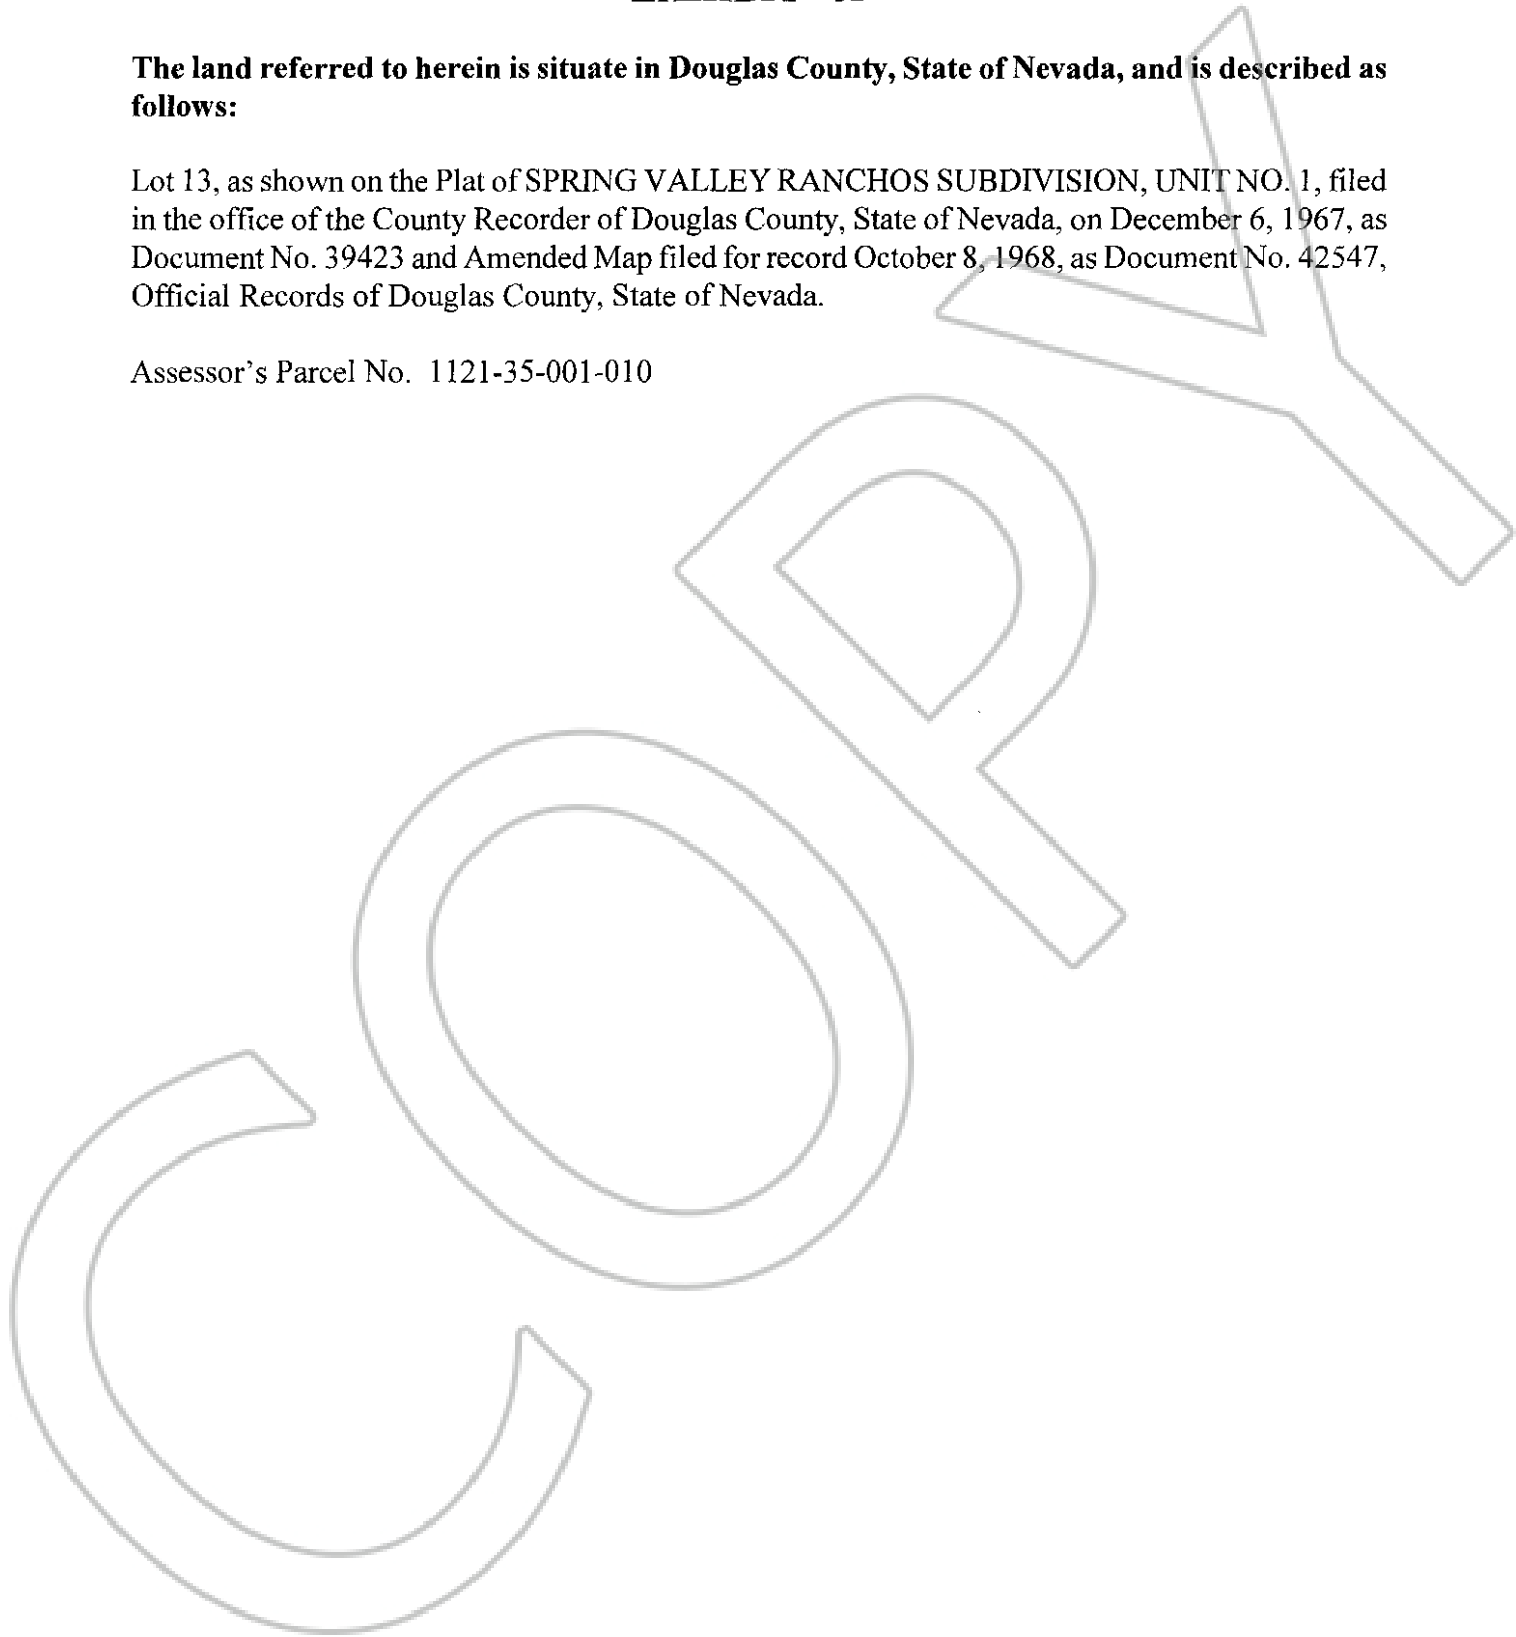 The land referred to herein is situate in Douglas County, State of Nevada, and is described as
follows:
Lot 13, as shown on the Plat of SPRING VALLEY RANCHOS SUBDIVISION, UNIT NO. 1, filed
in the office of the County Recorder of Douglas County, State of Nevada, on December 6, 1967, as
Document No. 39423 and Amended Map filed for record October 8, 1968, as Document No. 42547,
Official Records of Douglas County, State of Nevada.
Assessor's Parcel No. 1121-35-001-010
COPY